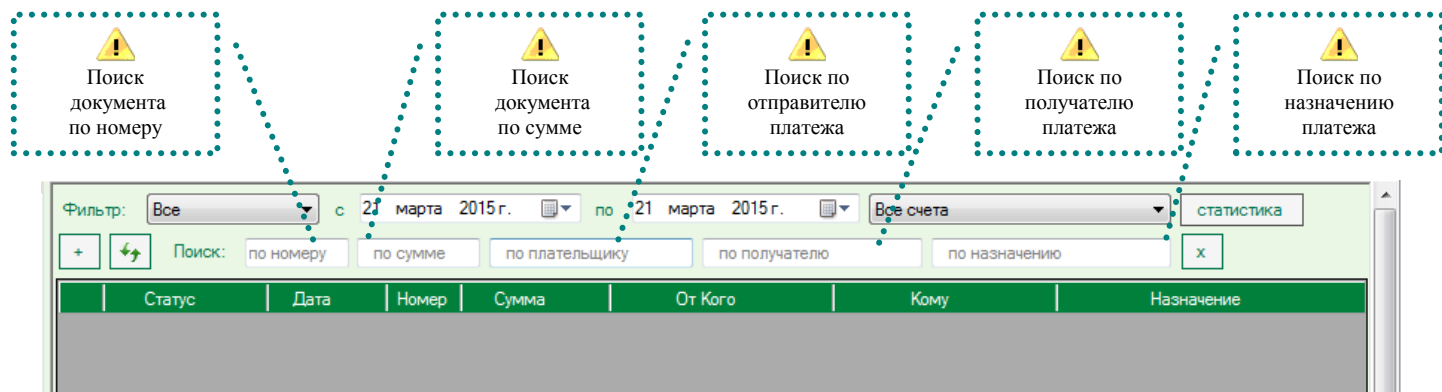 Поиск
документа
по номеру
Поиск
документа
по сумме
Поиск по
отправителю
платежа
Поиск по
получателю
платежа
Поиск по
назначению
платежа
Фильтр: Все с 21 марта 2015 г. по 21 марта 2015 г. Все счета статистика
+ Поиск: по номеру по сумме по плательщику по получателю по назначению x
Статус Дата Номер Сумма От Кого Кому Назначение